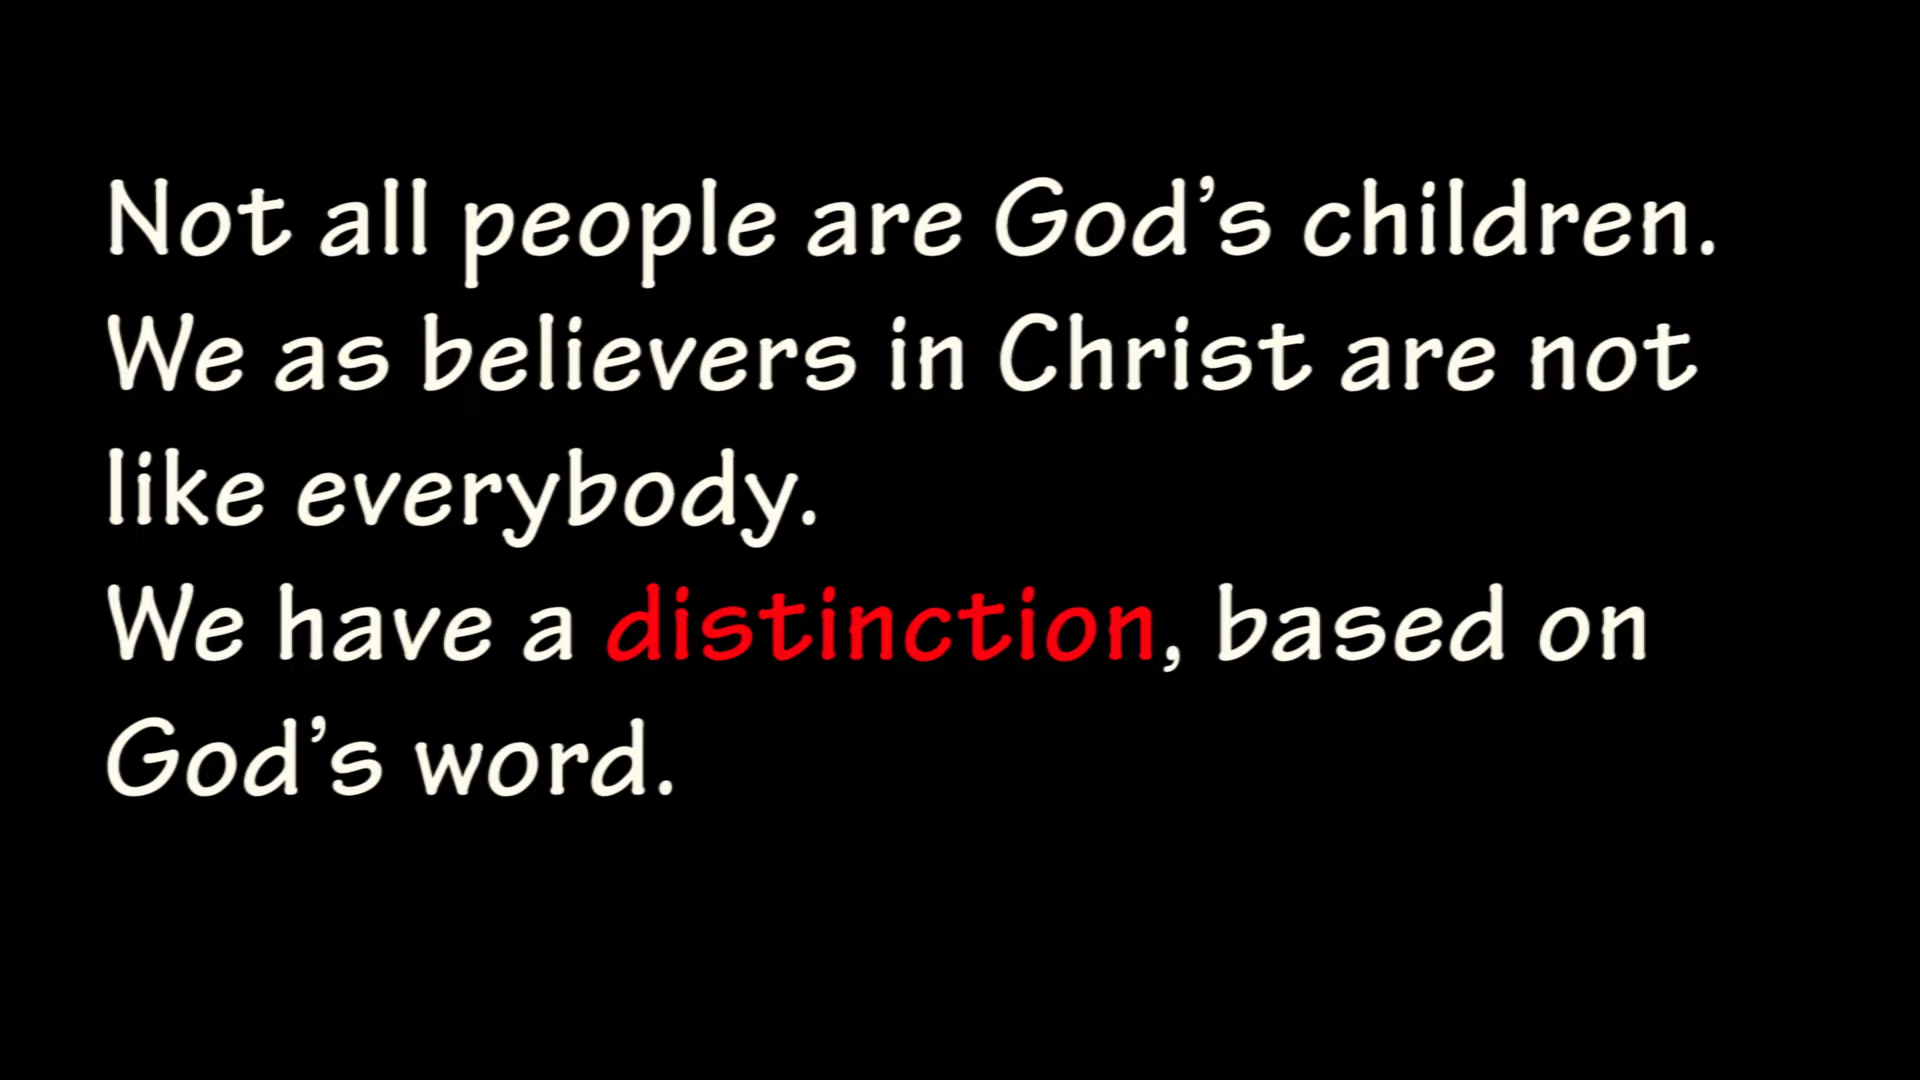 Not all people are God’s children.
We as believers in Christ are not
like everybody.
We have a distinction, based on
God’s word.